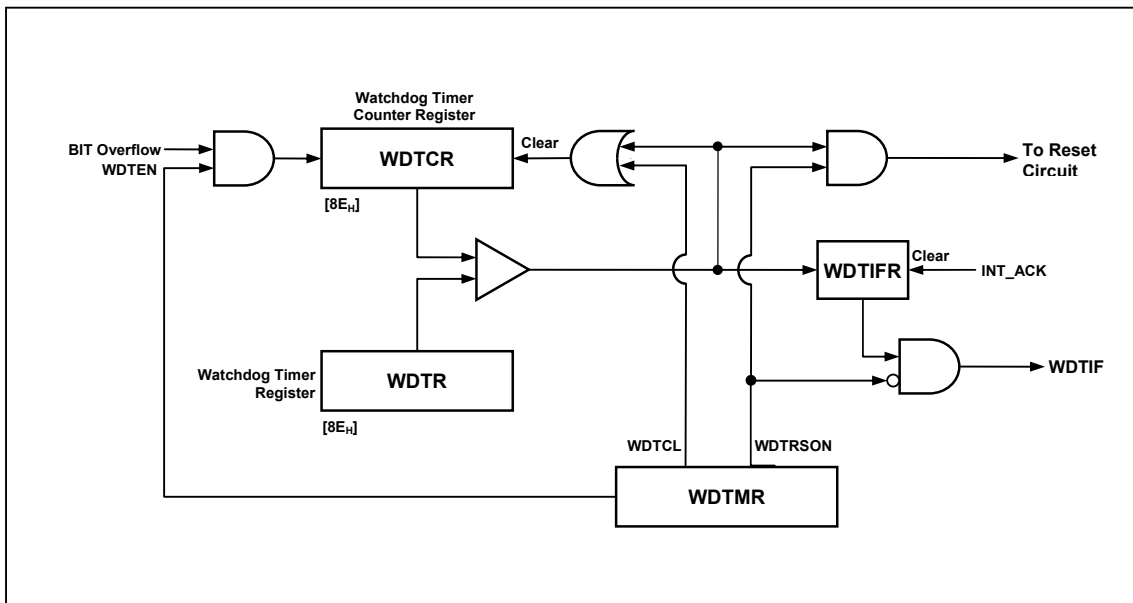 Watchdog Timer
Counter Register
BIT Overflow
WDTEN
WDTCR
Clear
To Reset
Circuit
[8EH]
WDTIFR
Clear
INT_ACK
Watchdog Timer
Register
WDTR
WDTIF
[8EH]
WDTCL
WDTRSON
WDTMR